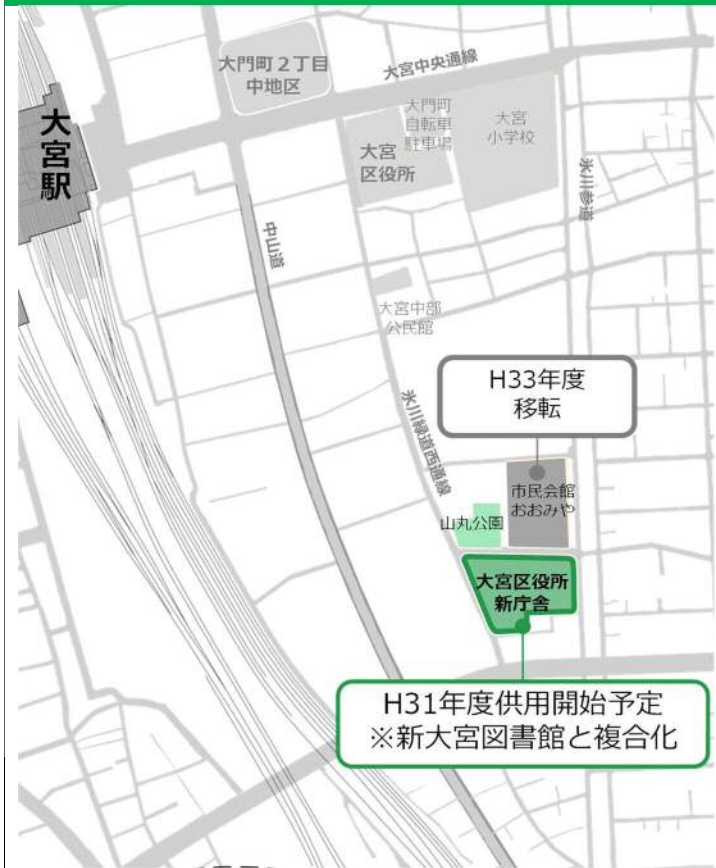 大門町２丁目
中地区
大宮中央通線
大宮駅
大門町
自転車
駐車場
大宮
小学校
大宮
区役所
氷川参道
中山道
大宮中部
公民館
H33年度
移転
氷川緑道西通線
市民会館
おおみや
山丸公園
大宮区役所
新庁舎
H31年度供用開始予定
※新大宮図書館と複合化